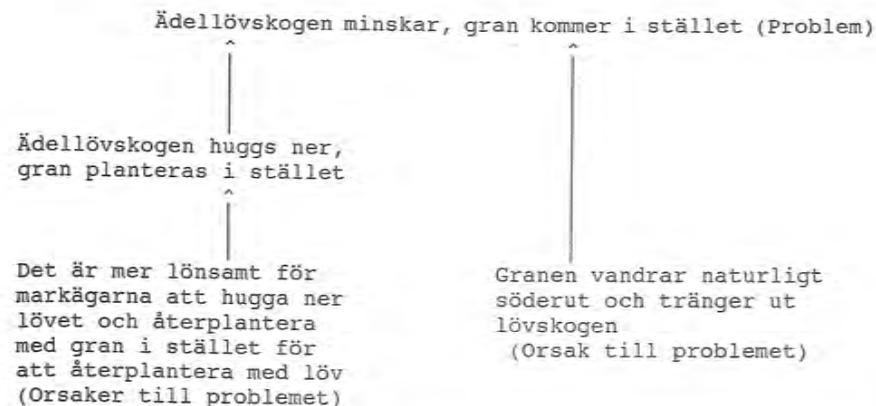 Ädellövskogen minskar, gran kommer i stället (Problem)
Ädellövskogen huggs ner,
gran planteras i stället
Det är mer lönsamt för
markägarna att hugga ner
lövet och återplantera
med gran i stället för
att återplantera med löv
(Orsaker till problemet)
Granen vandrar naturligt
söderut och tränger ut
lövskogen
(Orsak till problemet)